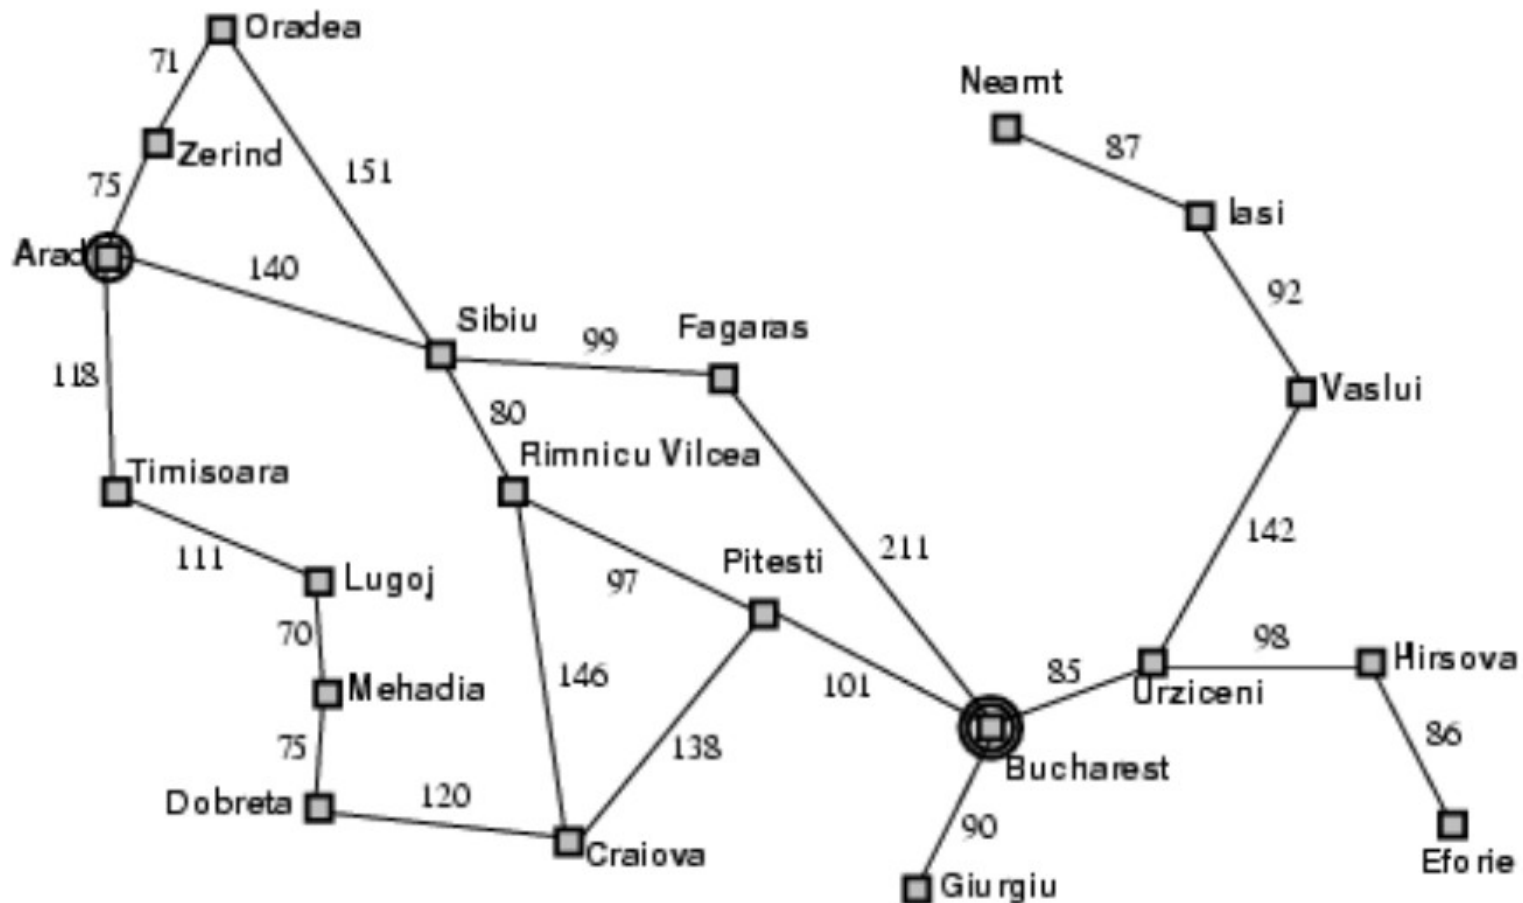 Oradea
71
Neamt
87
Zerind
151
75
Iasi
Arad
140
92
Sibiu
Fagaras
99
118
Vaslui
80
Rimnicu Vilcea
Timisoara
142
211
111
Pitesti
Lugoj
97
70
98
Hirsova
85
Mehadia
146
101
Urziceni
75
138
86
Bucharest
Dobreta
120
90
Craiova
Eforie
Giurgiu